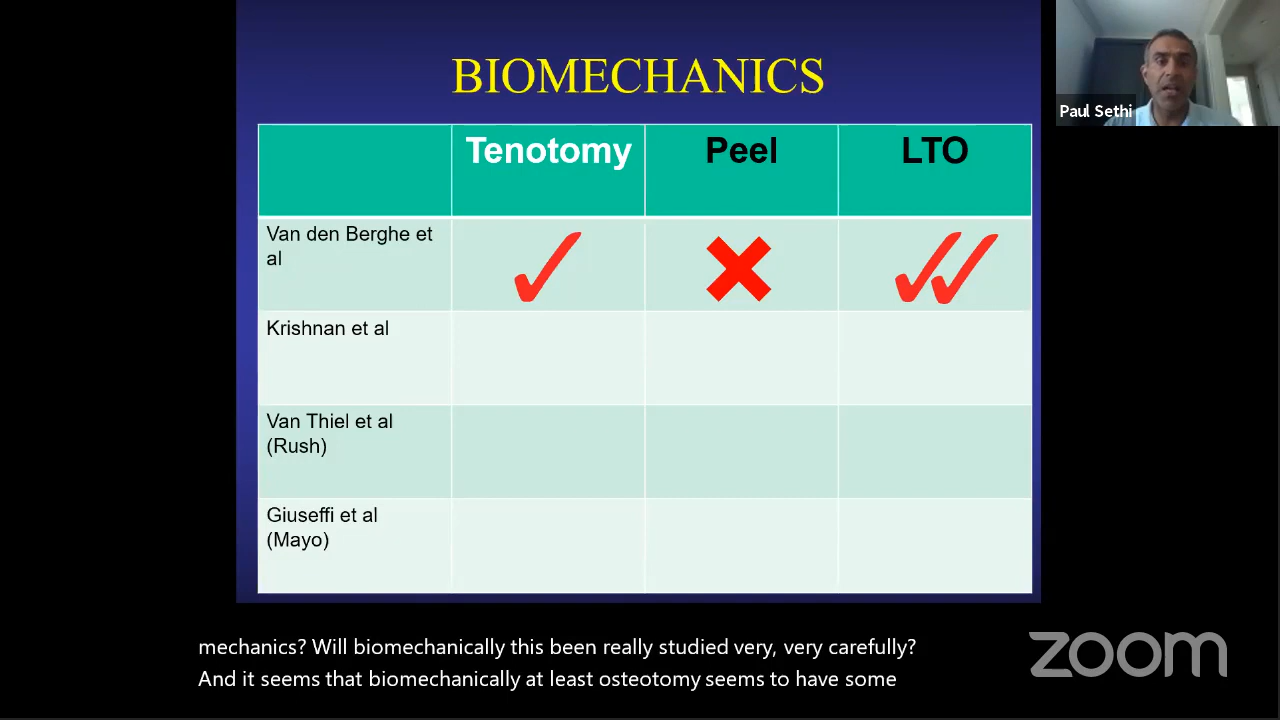 BIOMECHANICS
Paul Sethi
Tenotomy
Peel
LTO
Van den Berghe et
al
Krishnan et al
Van Thiel et al
(Rush)
Giuseffi et al
(Mayo)
mechanics? Will biomechanically this been really studied very, very carefully?
And it seems that biomechanically at least osteotomy seems to have some
zoom